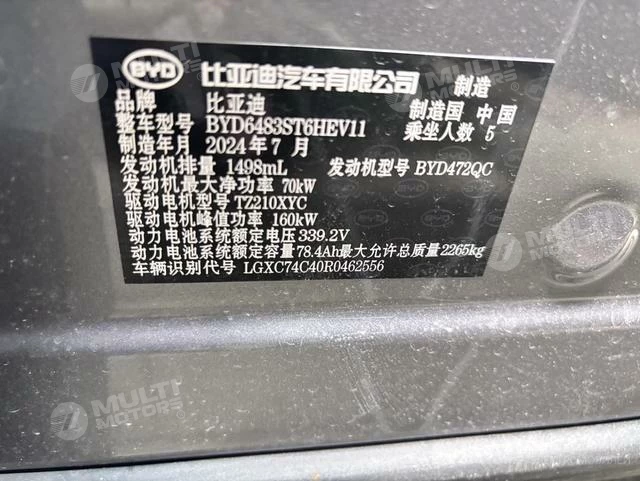 BYD 比亚迪汽车有限公司 制造
品牌 比亚迪 制造国 中国
整车型号 BYD6483ST6HEV11 乘坐人数 5
制造年月 2024年7月
发动机排量 1498mL 发动机型号 BYD472QC
发动机最大净功率 70kW
驱动电机型号 TZ210XYC
驱动电机峰值功率 160kW
动力电池系统额定电压 339.2V
动力电池系统额定容量 78.4Ah 最大允许总质量 2265kg
车辆识别代号 LGXC74C40R0462556
MULTI MOTORS
MULTI MOTORS
MULTI MOTORS
MULTI MOTORS